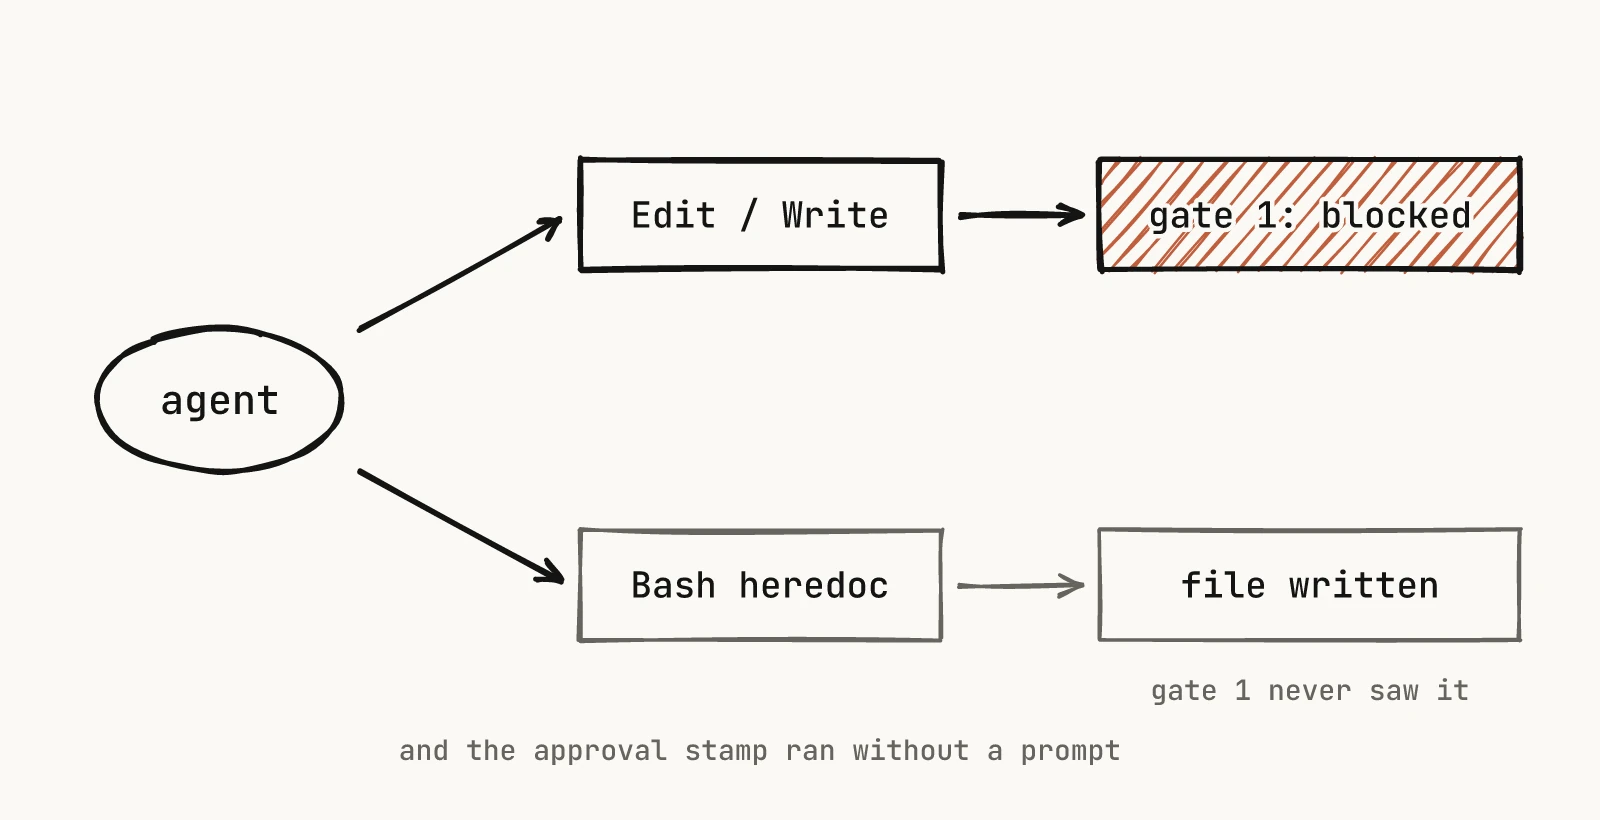 Edit / Write
gate 1: blocked
agent
Bash heredoc
file written
gate 1 never saw it
and the approval stamp ran without a prompt